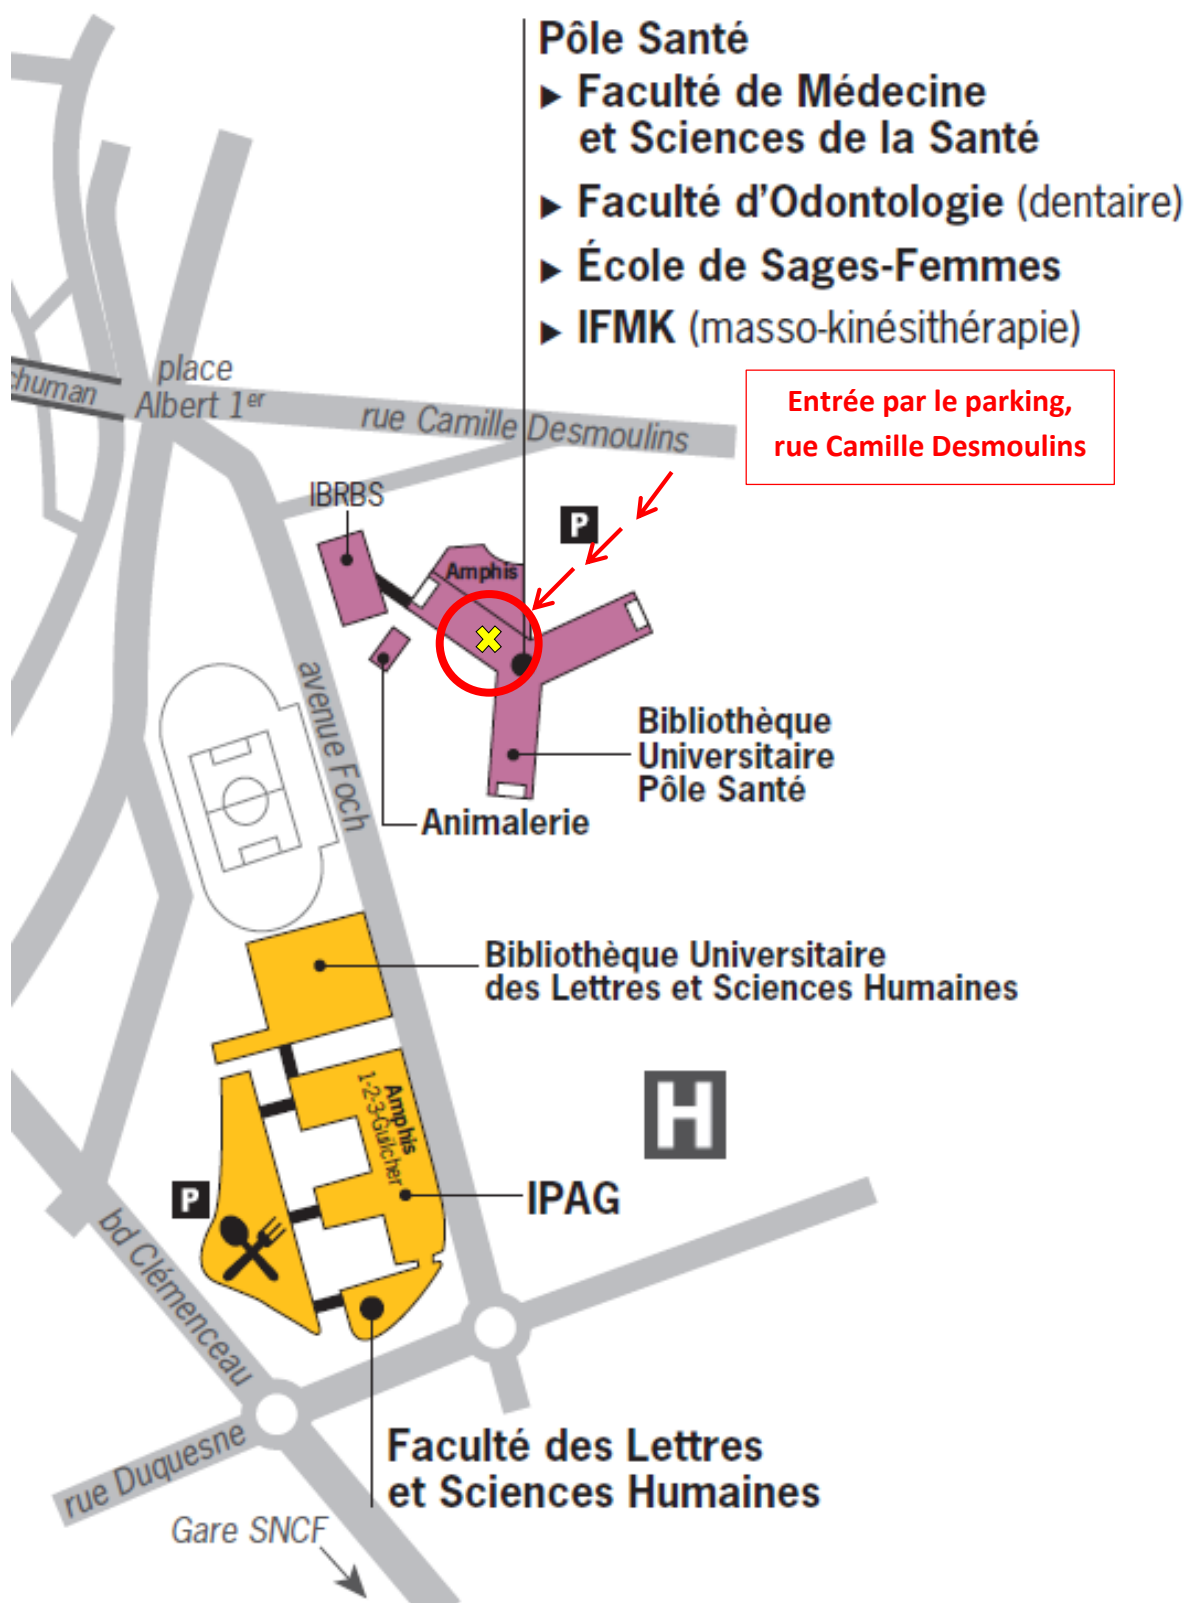 Pôle Santé
▶ Faculté de Médecine
et Sciences de la Santé
▶ Faculté d'Odontologie (dentaire)
▶ École de Sages-Femmes
▶ IFMK (masso-kinésithérapie)
Entrée par le parking,
rue Camille Desmoulins
chuman
place
Albert 1er
rue Camille Desmoulins
IBRBS
P
Amphis
avenue Foch
Bibliothèque
Universitaire
Pôle Santé
Animalerie
Bibliothèque Universitaire
des Lettres et Sciences Humaines
Amphis
1-2-3-Guilcher
H
P
IPAG
bd Clémenceau
rue Duquesne
Faculté des Lettres
et Sciences Humaines
Gare SNCF